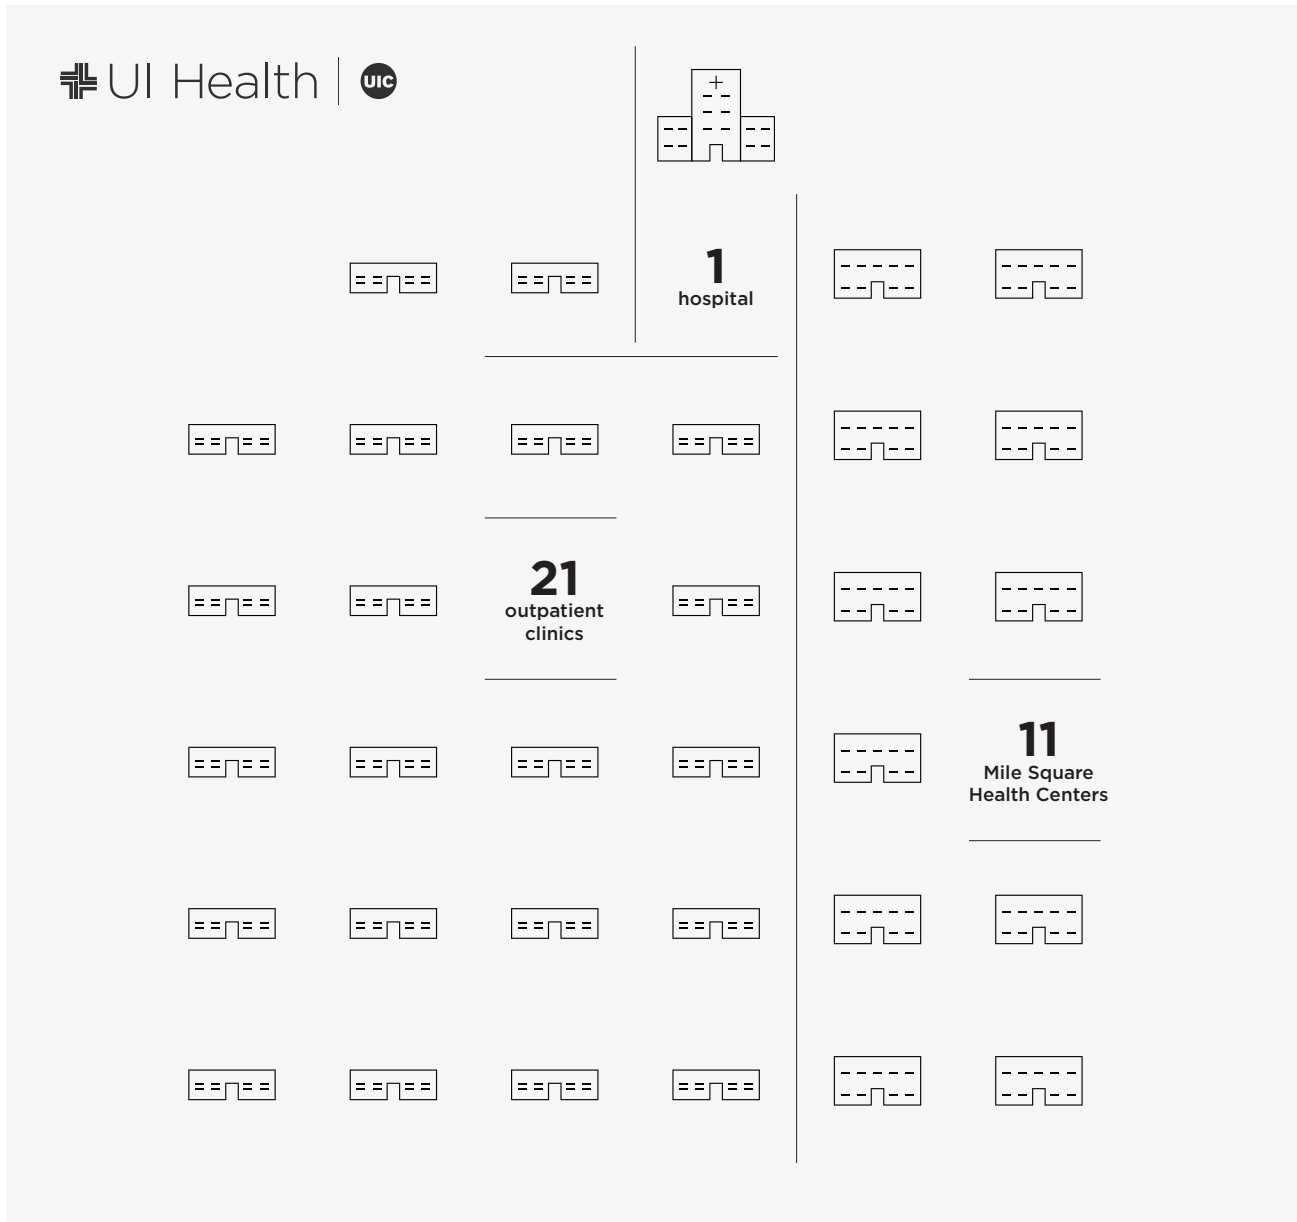 UI Health
UIC
1
hospital
21
outpatient
clinics
11
Mile Square
Health Centers